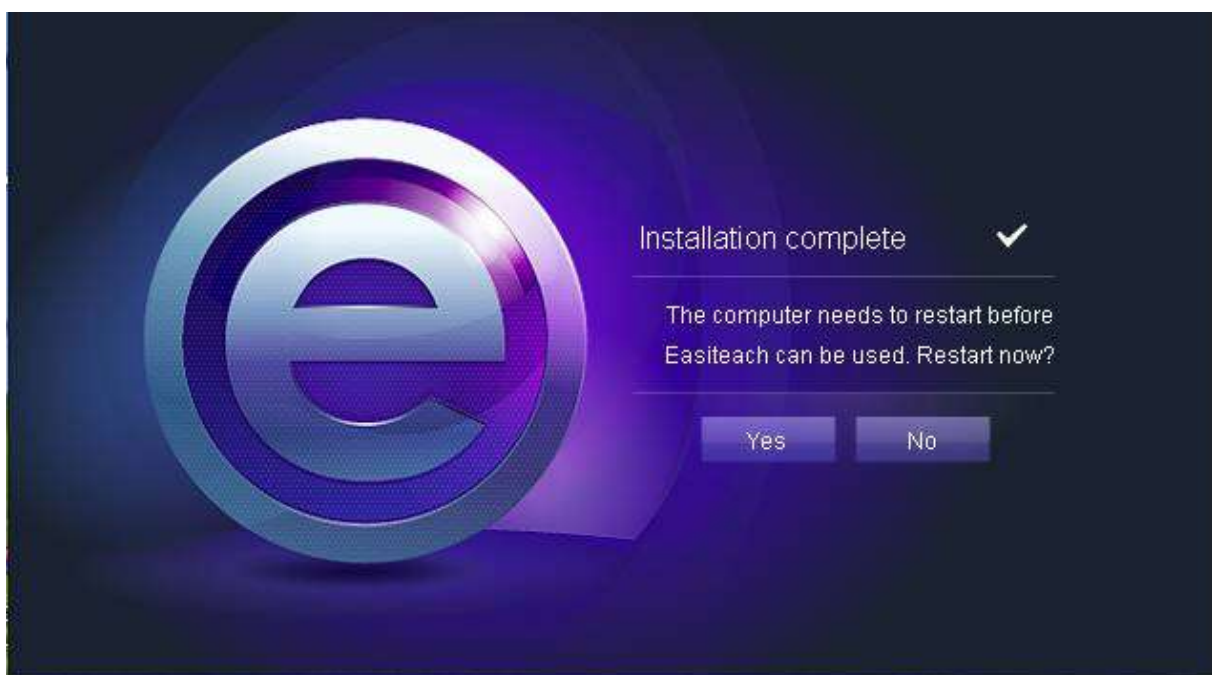 Installation complete
The computer needs to restart before
Easiteach can be used. Restart now?
Yes No